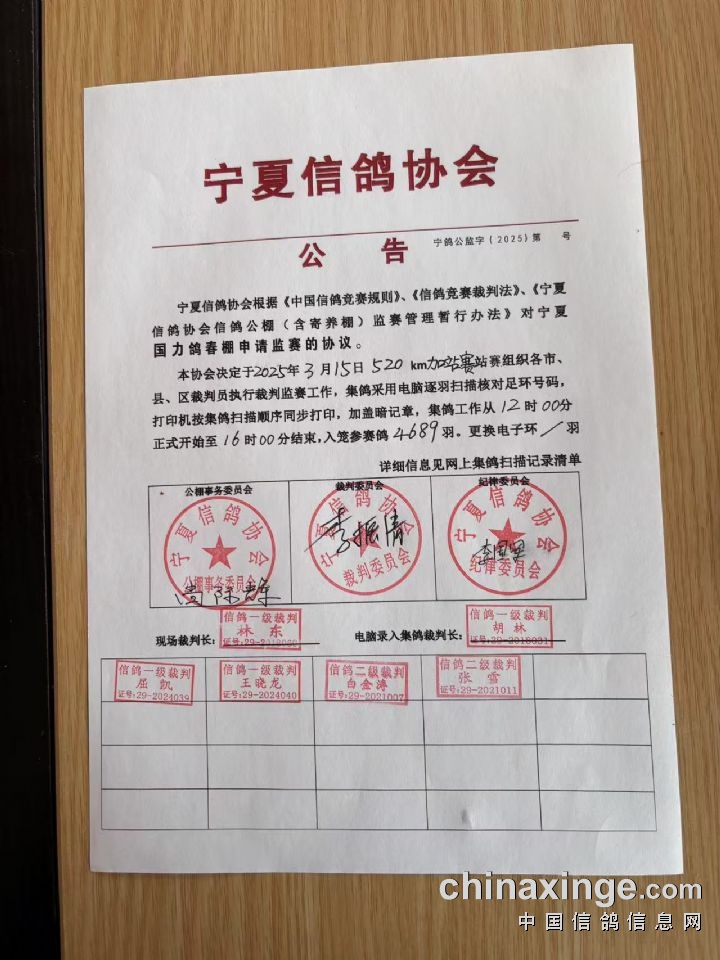 宁夏信鸽协会
公 告
宁鸽公监字(2025)第 号
宁夏信鸽协会根据《中国信鸽竞赛规则》、《信鸽竞赛裁判法》、《宁夏
信鸽协会信鸽公棚(含寄养棚)监赛管理暂行办法》对宁夏
国力鸽春棚申请监赛的协议。
本协会决定于2025年3月15日520 km加站赛站赛组织各市、
县、区裁判员执行裁判监赛工作,集鸽采用电脑逐羽扫描核对足环号码,
打印机按集鸽扫描顺序同步打印,加盖暗记章,集鸽工作从12时00分
正式开始至16时00分结束,入笼参赛鸽4689羽。更换电子环/羽
详细信息见网上集鸽扫描记录清单
公棚事务委员会 裁判委员会 纪律委员会
宁夏信鸽协会 宁夏信鸽协会 宁夏信鸽协会
公棚事务委员会 裁判委员会 纪律委员会
李振清
现场裁判长: 信鸽一级裁判 林东 电脑录入集鸽裁判长: 信鸽一级裁判 胡林
信鸽一级裁判 信鸽一级裁判 信鸽二级裁判 信鸽二级裁判
屈凯 王晓龙 白金涛 张雪
证号:29-2024039 证号:29-2024040 证号:29-2021007 证号:29-2021011
chinaxinge.com
中国信鸽信息网